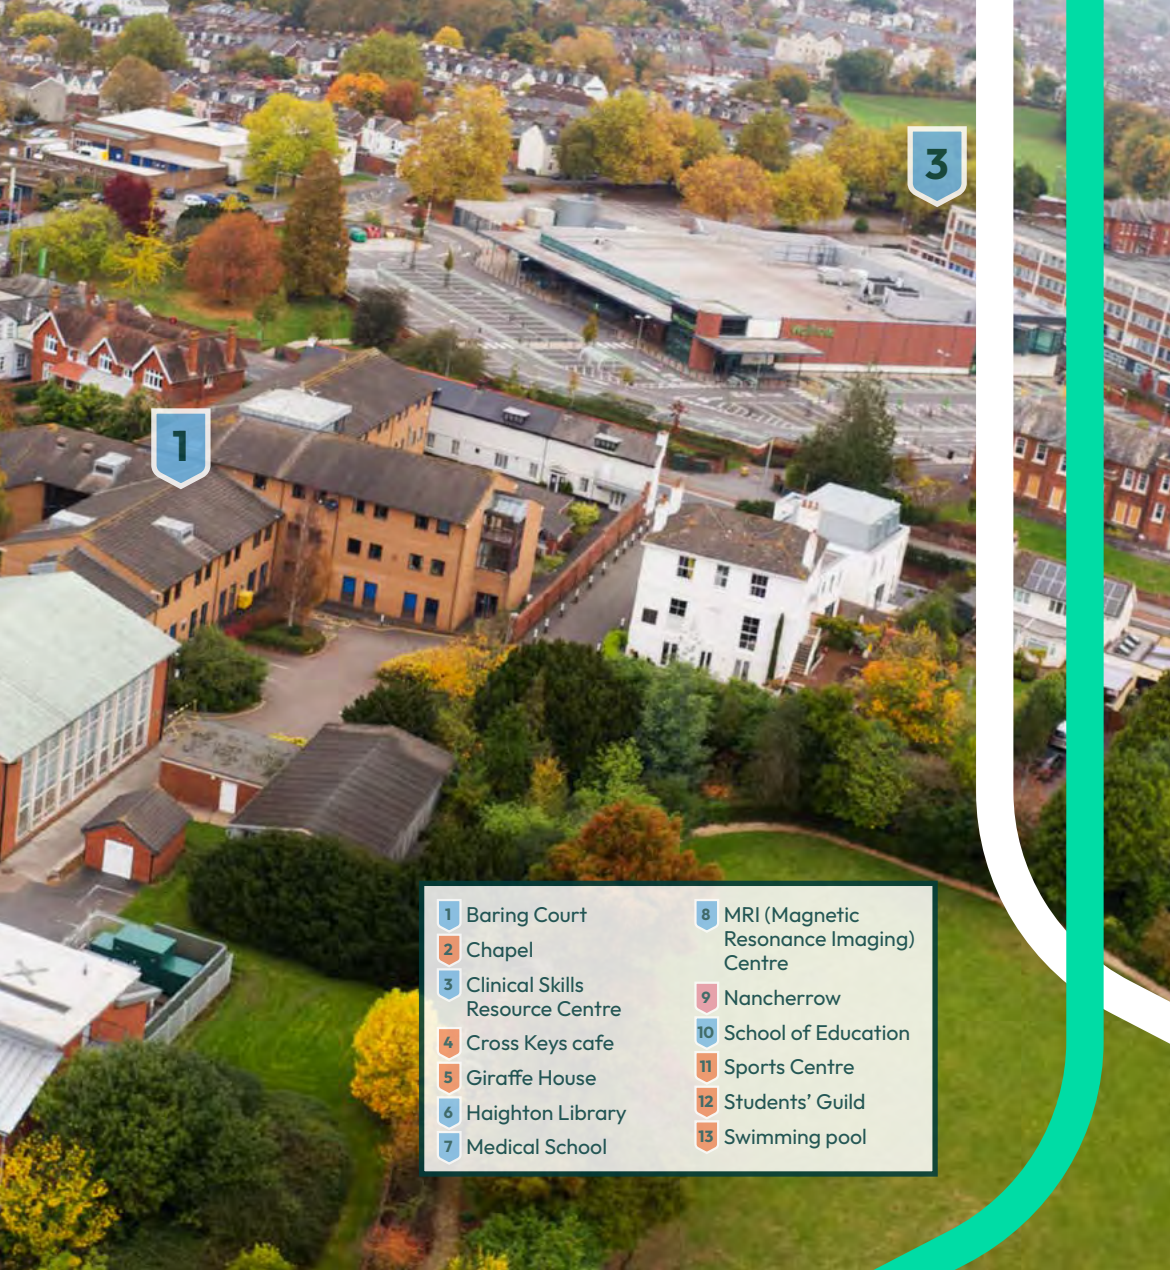 3
1
1 Baring Court
2 Chapel
3 Clinical Skills
Resource Centre
4 Cross Keys cafe
5 Giraffe House
6 Haighton Library
7 Medical School
8 MRI (Magnetic
Resonance Imaging)
Centre
9 Nancherrow
10 School of Education
11 Sports Centre
12 Students’ Guild
13 Swimming pool